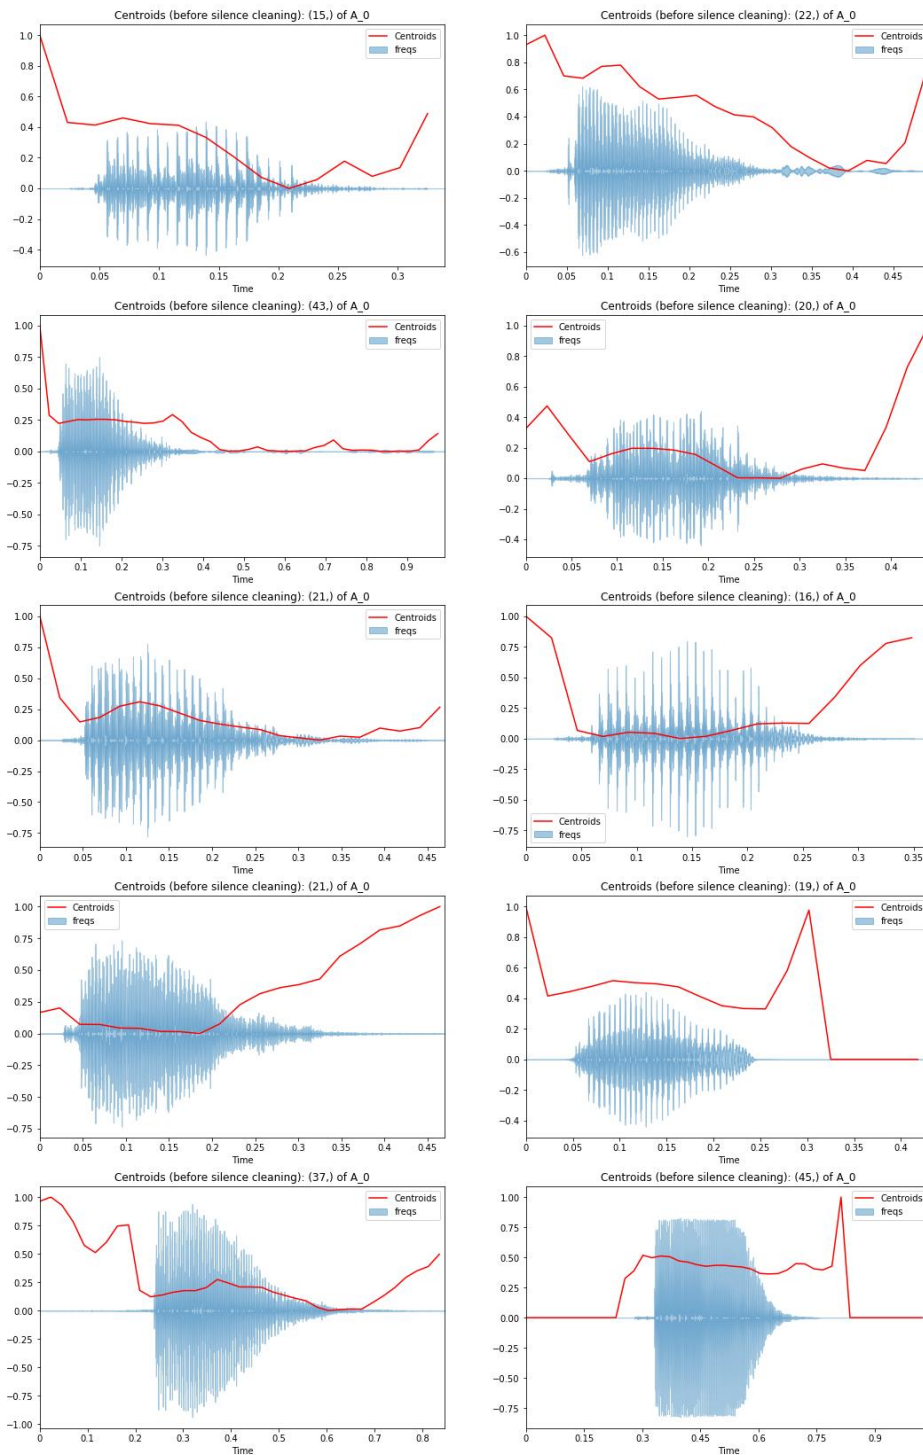 Centroids (before silence cleaning): (15,) of A_0
1.0
0.8
0.6
0.4
0.2
0.0
−0.2
−0.4
Centroids
freqs
0 0.05 0.1 0.15 0.2 0.25 0.3
Time
Centroids (before silence cleaning): (22,) of A_0
1.0
0.8
0.6
0.4
0.2
0.0
−0.2
−0.4
−0.6
Centroids
freqs
0 0.05 0.1 0.15 0.2 0.25 0.3 0.35 0.4 0.45
Time
Centroids (before silence cleaning): (43,) of A_0
1.00
0.75
0.50
0.25
0.00
−0.25
−0.50
−0.75
Centroids
freqs
0 0.1 0.2 0.3 0.4 0.5 0.6 0.7 0.8 0.9
Time
Centroids (before silence cleaning): (20,) of A_0
1.0
0.8
0.6
0.4
0.2
0.0
−0.2
−0.4
Centroids
freqs
0 0.05 0.1 0.15 0.2 0.25 0.3 0.35 0.4
Time
Centroids (before silence cleaning): (21,) of A_0
1.00
0.75
0.50
0.25
0.00
−0.25
−0.50
−0.75
Centroids
freqs
0 0.05 0.1 0.15 0.2 0.25 0.3 0.35 0.4 0.45
Time
Centroids (before silence cleaning): (16,) of A_0
1.00
0.75
0.50
0.25
0.00
−0.25
−0.50
−0.75
Centroids
freqs
0 0.05 0.1 0.15 0.2 0.25 0.3 0.35
Time
Centroids (before silence cleaning): (21,) of A_0
1.00
0.75
0.50
0.25
0.00
−0.25
−0.50
−0.75
Centroids
freqs
0 0.05 0.1 0.15 0.2 0.25 0.3 0.35 0.4 0.45
Time
Centroids (before silence cleaning): (19,) of A_0
1.0
0.8
0.6
0.4
0.2
0.0
−0.2
−0.4
Centroids
freqs
0 0.05 0.1 0.15 0.2 0.25 0.3 0.35 0.4
Time
Centroids (before silence cleaning): (37,) of A_0
1.00
0.75
0.50
0.25
0.00
−0.25
−0.50
−0.75
−1.00
Centroids
freqs
0 0.1 0.2 0.3 0.4 0.5 0.6 0.7 0.8
Time
Centroids (before silence cleaning): (45,) of A_0
1.00
0.75
0.50
0.25
0.00
−0.25
−0.50
−0.75
Centroids
freqs
0 0.15 0.3 0.45 0.6 0.75 0.9
Time